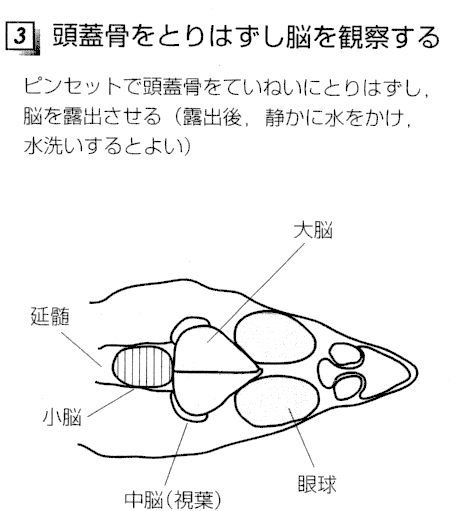 3 頭蓋骨をとりはずし脳を観察する
ピンセットで頭蓋骨をていねいにとりはずし，
脳を露出させる（露出後，静かに水をかけ，
水洗いするとよい）
大脳
延髄
小脳
中脳（視葉）
眼球